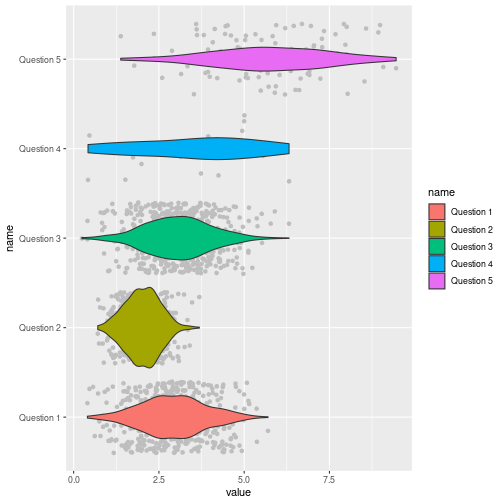 Question 5
Question 4
Question 3
Question 2
Question 1
name
0.0
2.5
5.0
7.5
value
name
Question 1
Question 2
Question 3
Question 4
Question 5